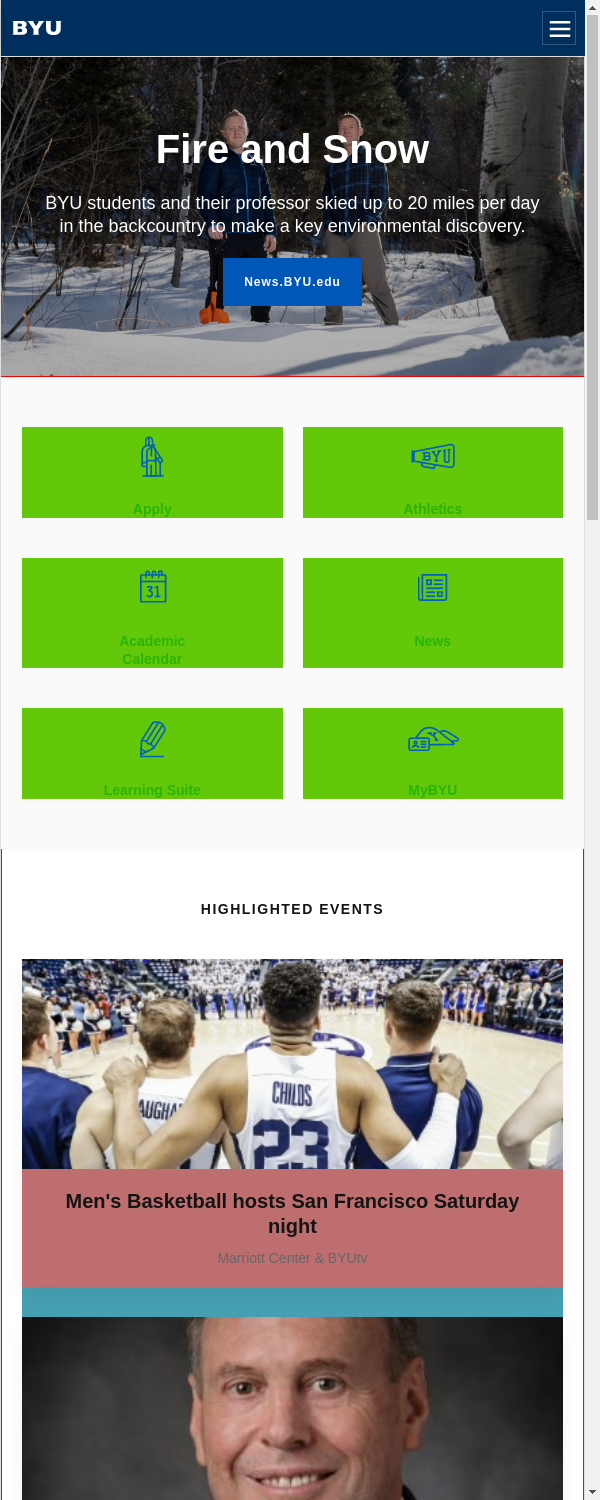 BYU
Fire and Snow
BYU students and their professor skied up to 20 miles per day
in the backcountry to make a key environmental discovery.
News.BYU.edu
BYU
Apply
Athletics
31
Academic
Calendar
News
Learning Suite
MyBYU
HIGHLIGHTED EVENTS
CHILDS
23
Men's Basketball hosts San Francisco Saturday
night
Marriott Center & BYUtv